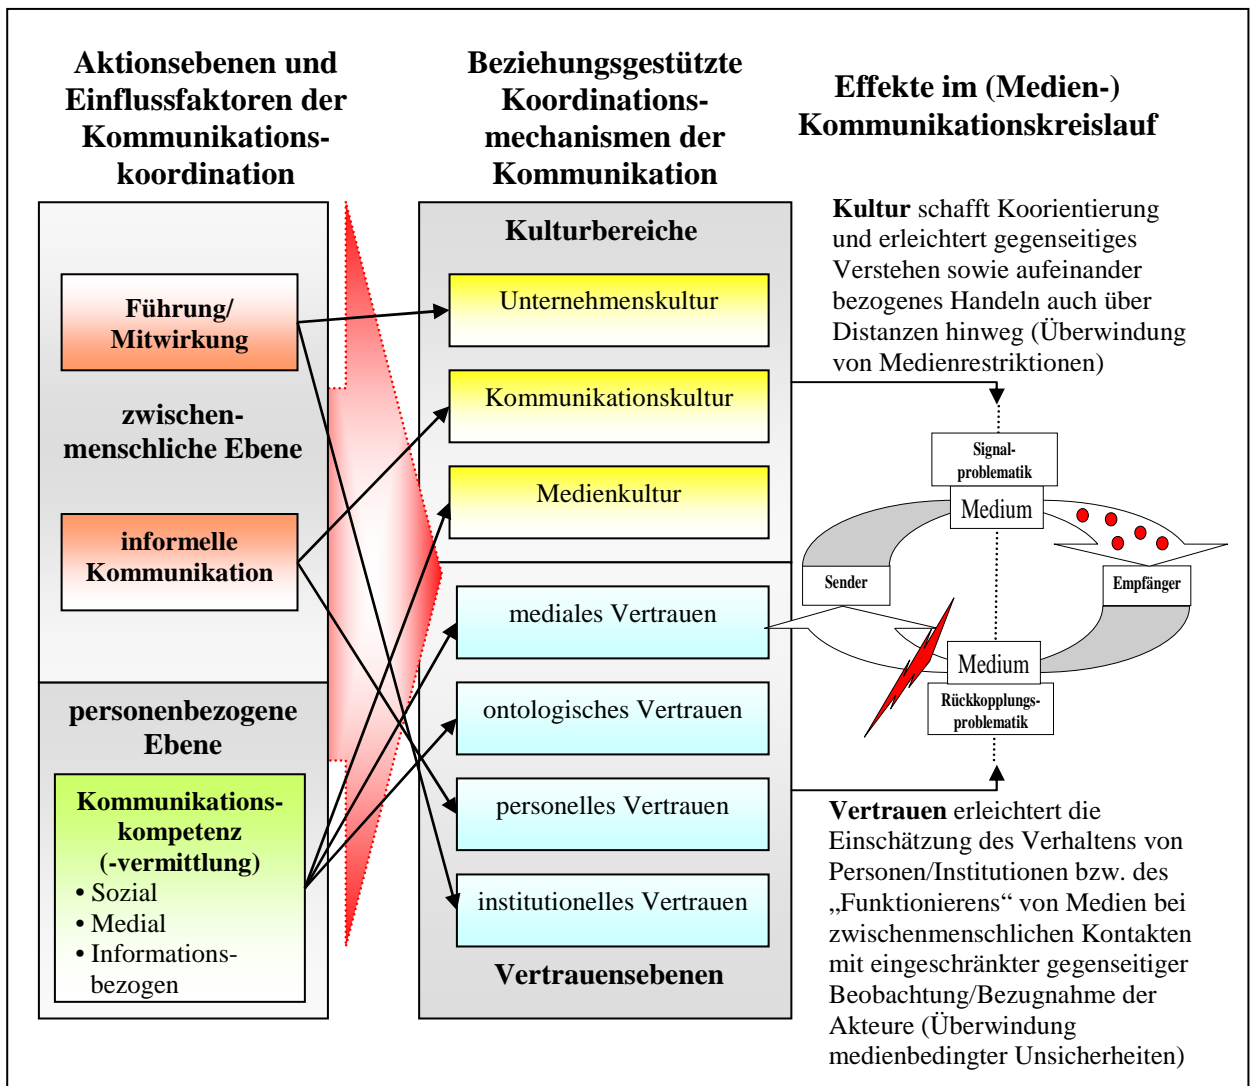 Aktionsebenen und
Einflussfaktoren der
Kommunikations-
koordination
zwischen-
menschliche Ebene
Führung/
Mitwirkung
informelle
Kommunikation
personenbezogene
Ebene
Kommunikations-
kompetenz
(-vermittlung)
• Sozial
• Medial
• Informations-
bezogen
Beziehungsgestützte
Koordinations-
mechanismen der
Kommunikation
Kulturbereiche
Unternehmenskultur
Kommunikationskultur
Medienkultur
mediales Vertrauen
ontologisches Vertrauen
personelles Vertrauen
institutionelles Vertrauen
Vertrauensebenen
Effekte im (Medien-)
Kommunikationskreislauf
Kultur schafft Koorientierung
und erleichtert gegenseitiges
Verstehen sowie aufeinander
bezogenes Handeln auch über
Distanzen hinweg (Überwindung
von Medienrestriktionen)
Signal-
problematik
Medium
Sender
Empfänger
Medium
Rückkopplungs-
problematik
Vertrauen erleichtert die
Einschätzung des Verhaltens von
Personen/Institutionen bzw. des
„Funktionierens“ von Medien bei
zwischenmenschlichen Kontakten
mit eingeschränkter gegenseitiger
Beobachtung/Bezugnahme der
Akteure (Überwindung
medienbedingter Unsicherheiten)